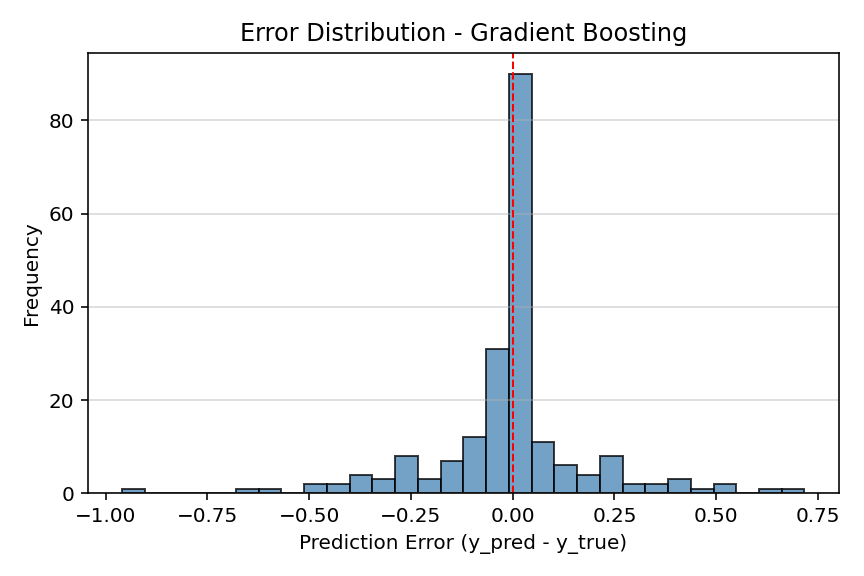 Error Distribution - Gradient Boosting
Frequency
80
60
40
20
0
−1.00 −0.75 −0.50 −0.25 0.00 0.25 0.50 0.75
Prediction Error (y_pred - y_true)